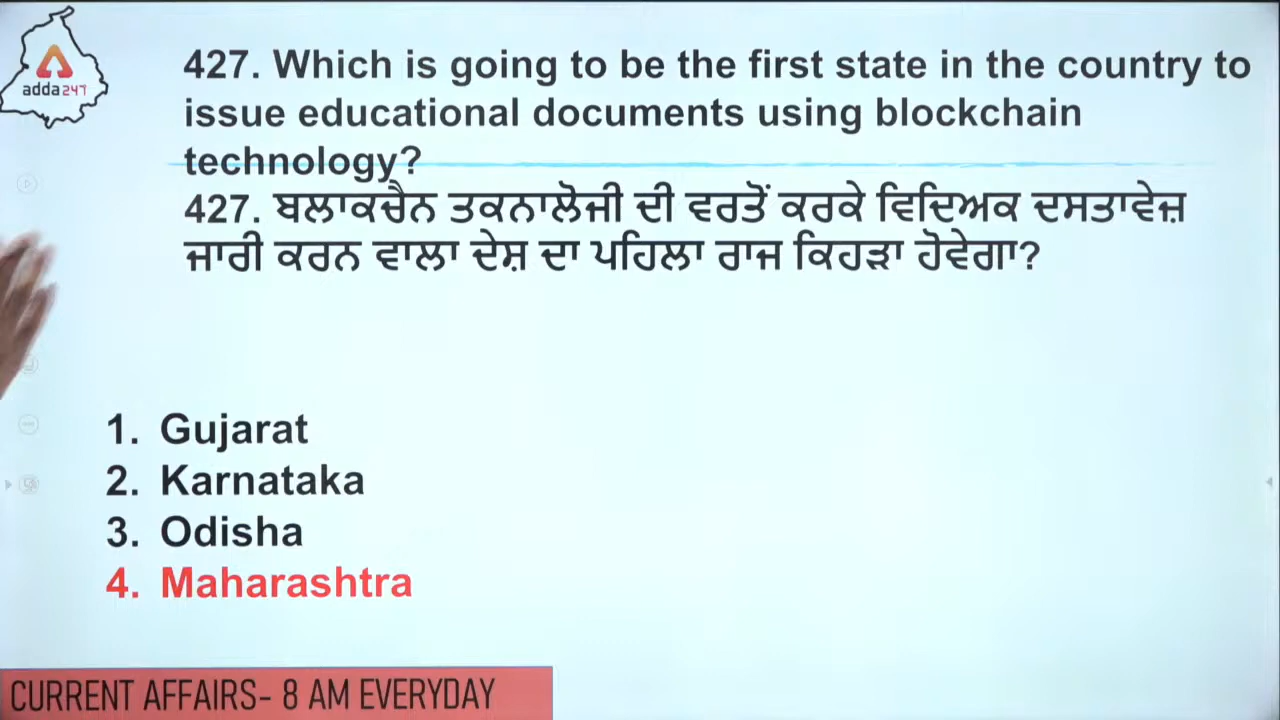 adda247
427. Which is going to be the first state in the country to
issue educational documents using blockchain
technology?
427. ਬਲਾਕਚੈਨ ਤਕਨਾਲੋਜੀ ਦੀ ਵਰਤੋਂ ਕਰਕੇ ਵਿਦਿਅਕ ਦਸਤਾਵੇਜ਼
ਜਾਰੀ ਕਰਨ ਵਾਲਾ ਦੇਸ਼ ਦਾ ਪਹਿਲਾ ਰਾਜ ਕਿਹੜਾ ਹੋਵੇਗਾ?
1. Gujarat
2. Karnataka
3. Odisha
4. Maharashtra
CURRENT AFFAIRS- 8 AM EVERYDAY